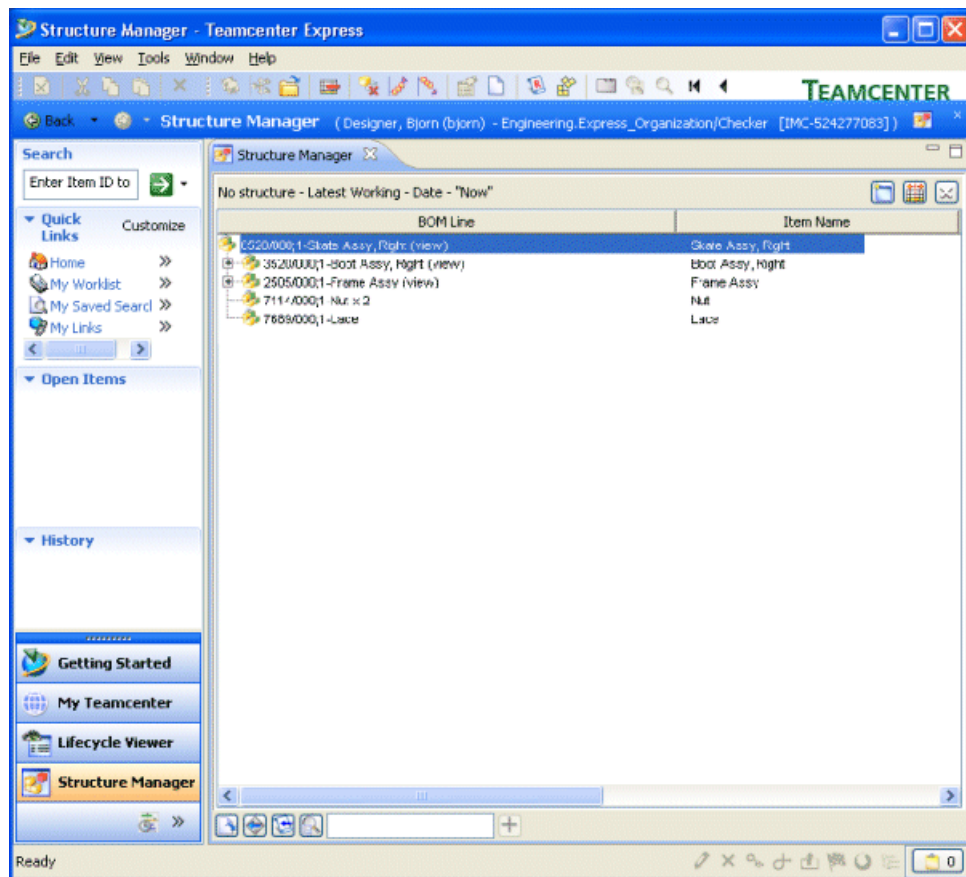 Structure Manager - Teamcenter Express
File Edit View Tools Window Help
TEAMCENTER
Back Structure Manager ( Designer, Bjorn (bjorn) - Engineering.Express_Organization/Checker [IMC-524277083] )
Search
Enter Item ID to
Quick Links Customize
Home
My Worklist
My Saved Searcl
My Links
Open Items
History
Getting Started
My Teamcenter
Lifecycle Viewer
Structure Manager
Structure Manager
No structure - Latest Working - Date - "Now"
BOM Line Item Name
0520/000;1-Skate Assy, Right (view) Skate Assy, Right
3520/000;1-Boot Assy, Right (view) Boot Assy, Right
2505/000;1-Frame Assy (view) Frame Assy
7114/000;1-Nut x 2 Nut
7689/000;1-Lace Lace
Ready
0